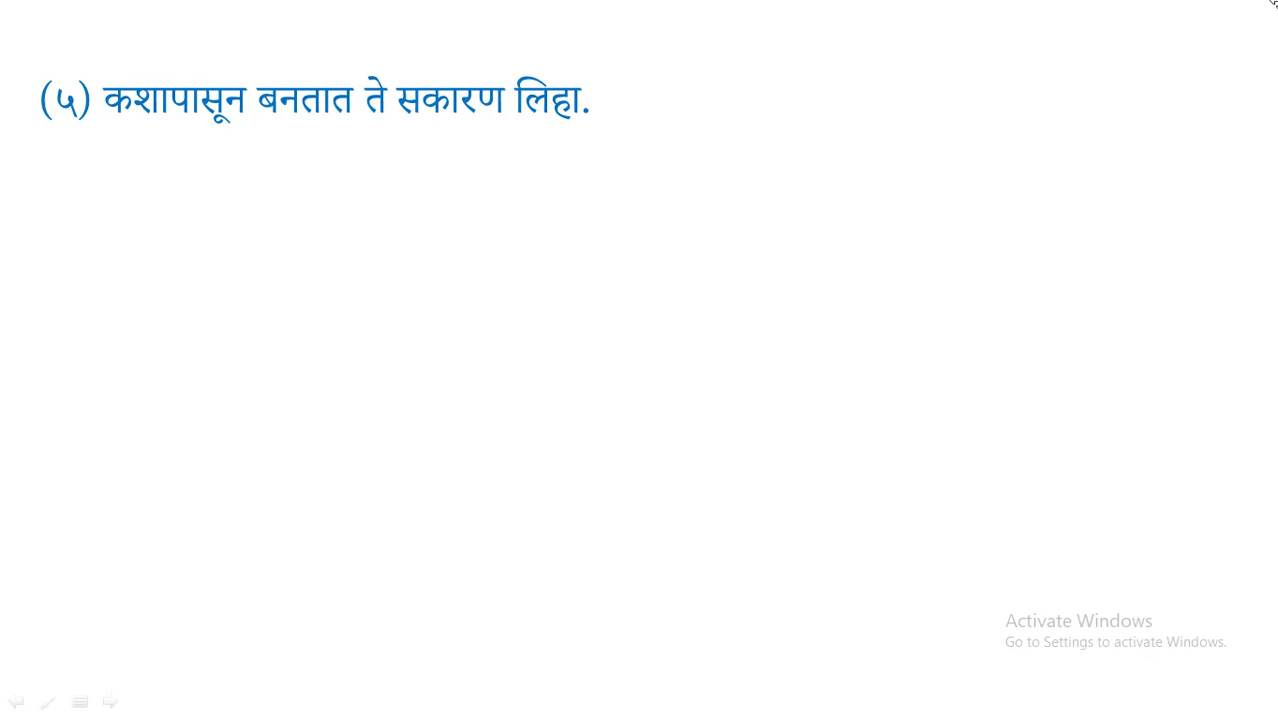 (५) कशापासून बनतात ते सकारण लिहा.
Activate Windows
Go to Settings to activate Windows.